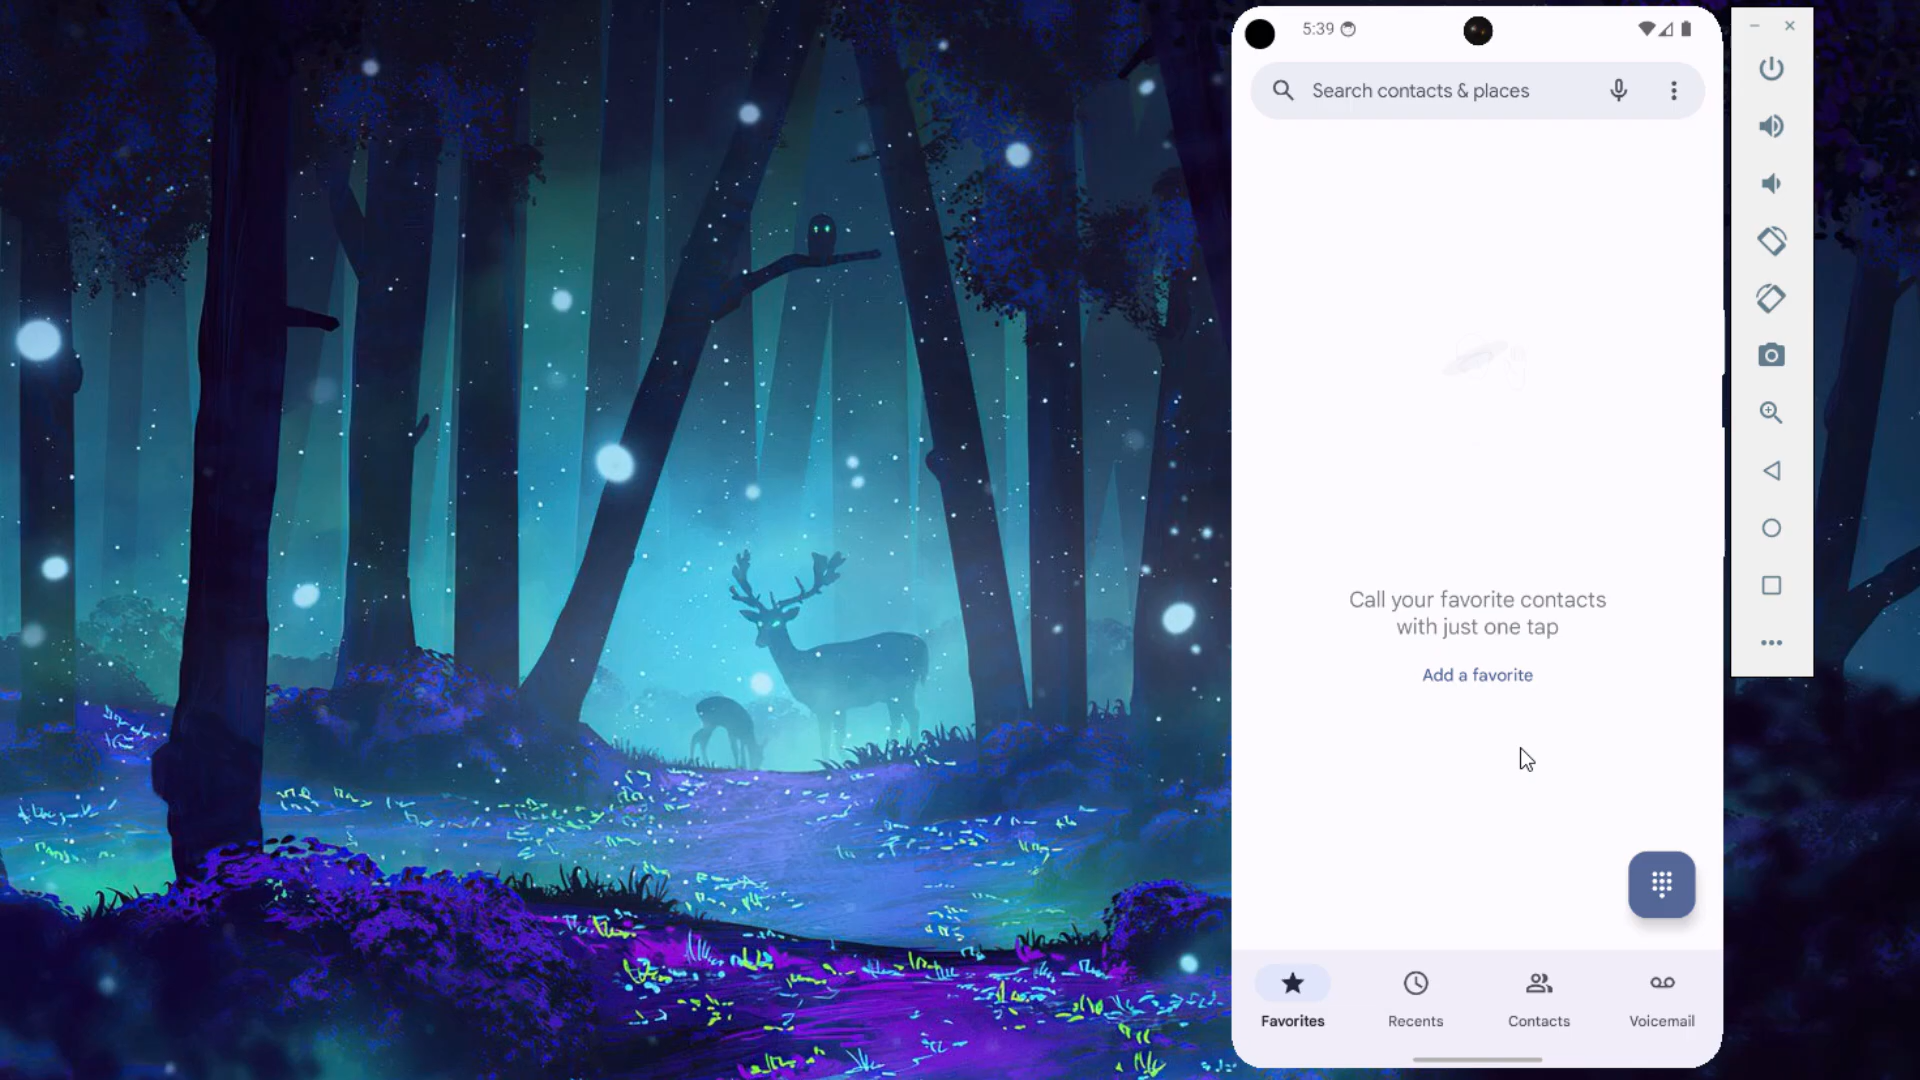 5:39
Search contacts & places
Call your favorite contacts
with just one tap
Add a favorite
Favorites
Recents
Contacts
Voicemail